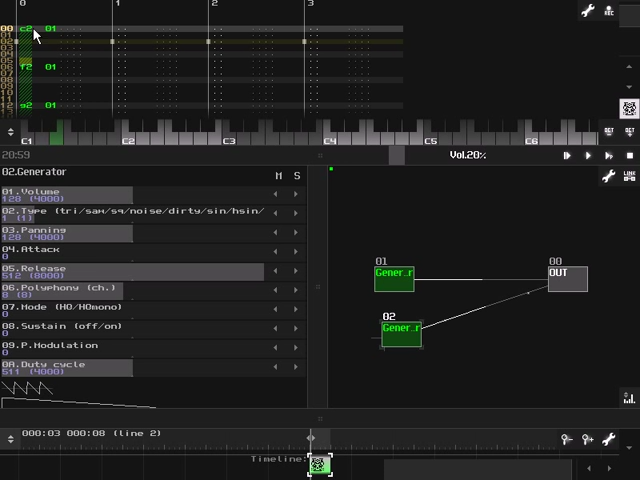 0 1 2 3
REC
00 c2 01
01
02
03
04
05
06 f2 01
07
08
09
10
11
12 g2 01
13
C1 C2 C3 C4 C5 C6
20:59 Vol.20%
02.Generator M S
01.Volume
128 (4000)
02.Type (tri/saw/sq/noise/dirty/sin/hsin/
1 (1)
03.Panning
128 (4000)
04.Attack
0
05.Release
512 (8000)
06.Polyphony (ch.)
8 (8)
07.Mode (HQ/HQmono)
0
08.Sustain (off/on)
0
09.P.Modulation
0
0A.Duty cycle
511 (4000)
01
Gener_r
00
OUT
02
Gener_r
000:03 000:08 (line 2)
Timeline: